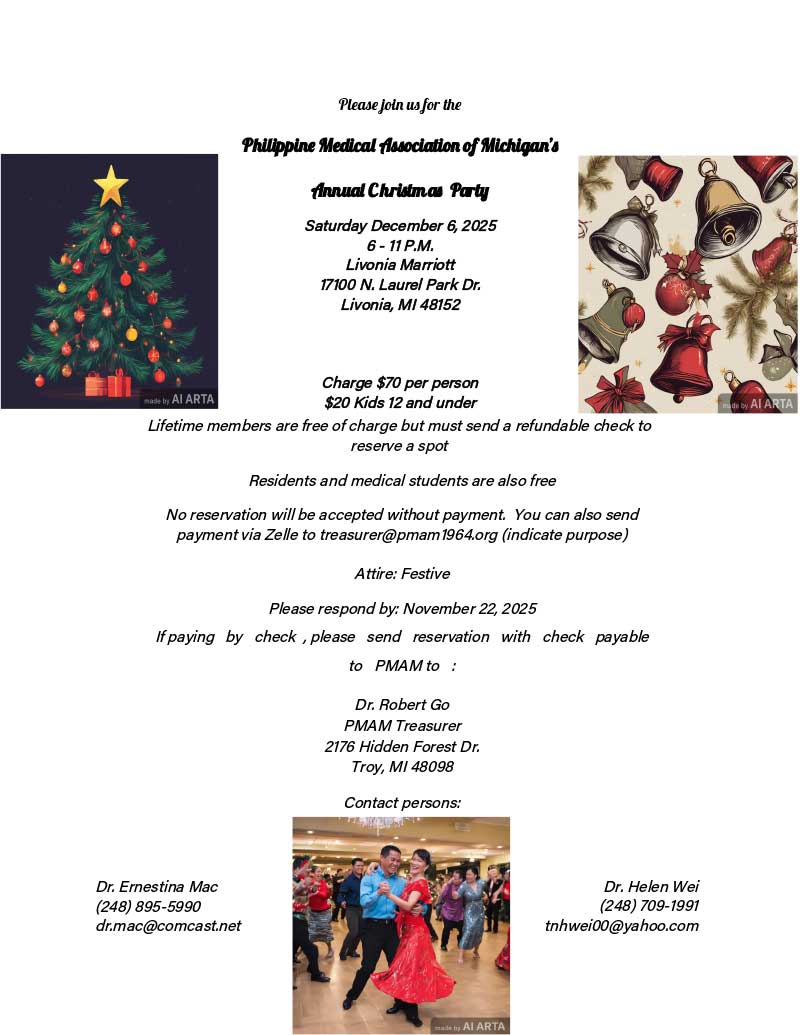 Please join us for the
Philippine Medical Association of Michigan's
Annual Christmas Party
Saturday December 6, 2025
6 - 11 P.M.
Livonia Marriott
17100 N. Laurel Park Dr.
Livonia, MI 48152
made by AI ARTA
made by AI ARTA
Charge $70 per person
$20 Kids 12 and under
Lifetime members are free of charge but must send a refundable check to
reserve a spot
Residents and medical students are also free
No reservation will be accepted without payment. You can also send
payment via Zelle to treasurer@pmam1964.org (indicate purpose)
Attire: Festive
Please respond by: November 22, 2025
If paying by check , please send reservation with check payable
to PMAM to :
Dr. Robert Go
PMAM Treasurer
2176 Hidden Forest Dr.
Troy, MI 48098
Contact persons:
Dr. Ernestina Mac
(248) 895-5990
dr.mac@comcast.net
Dr. Helen Wei
(248) 709-1991
tnhwei00@yahoo.com
made by AI ARTA